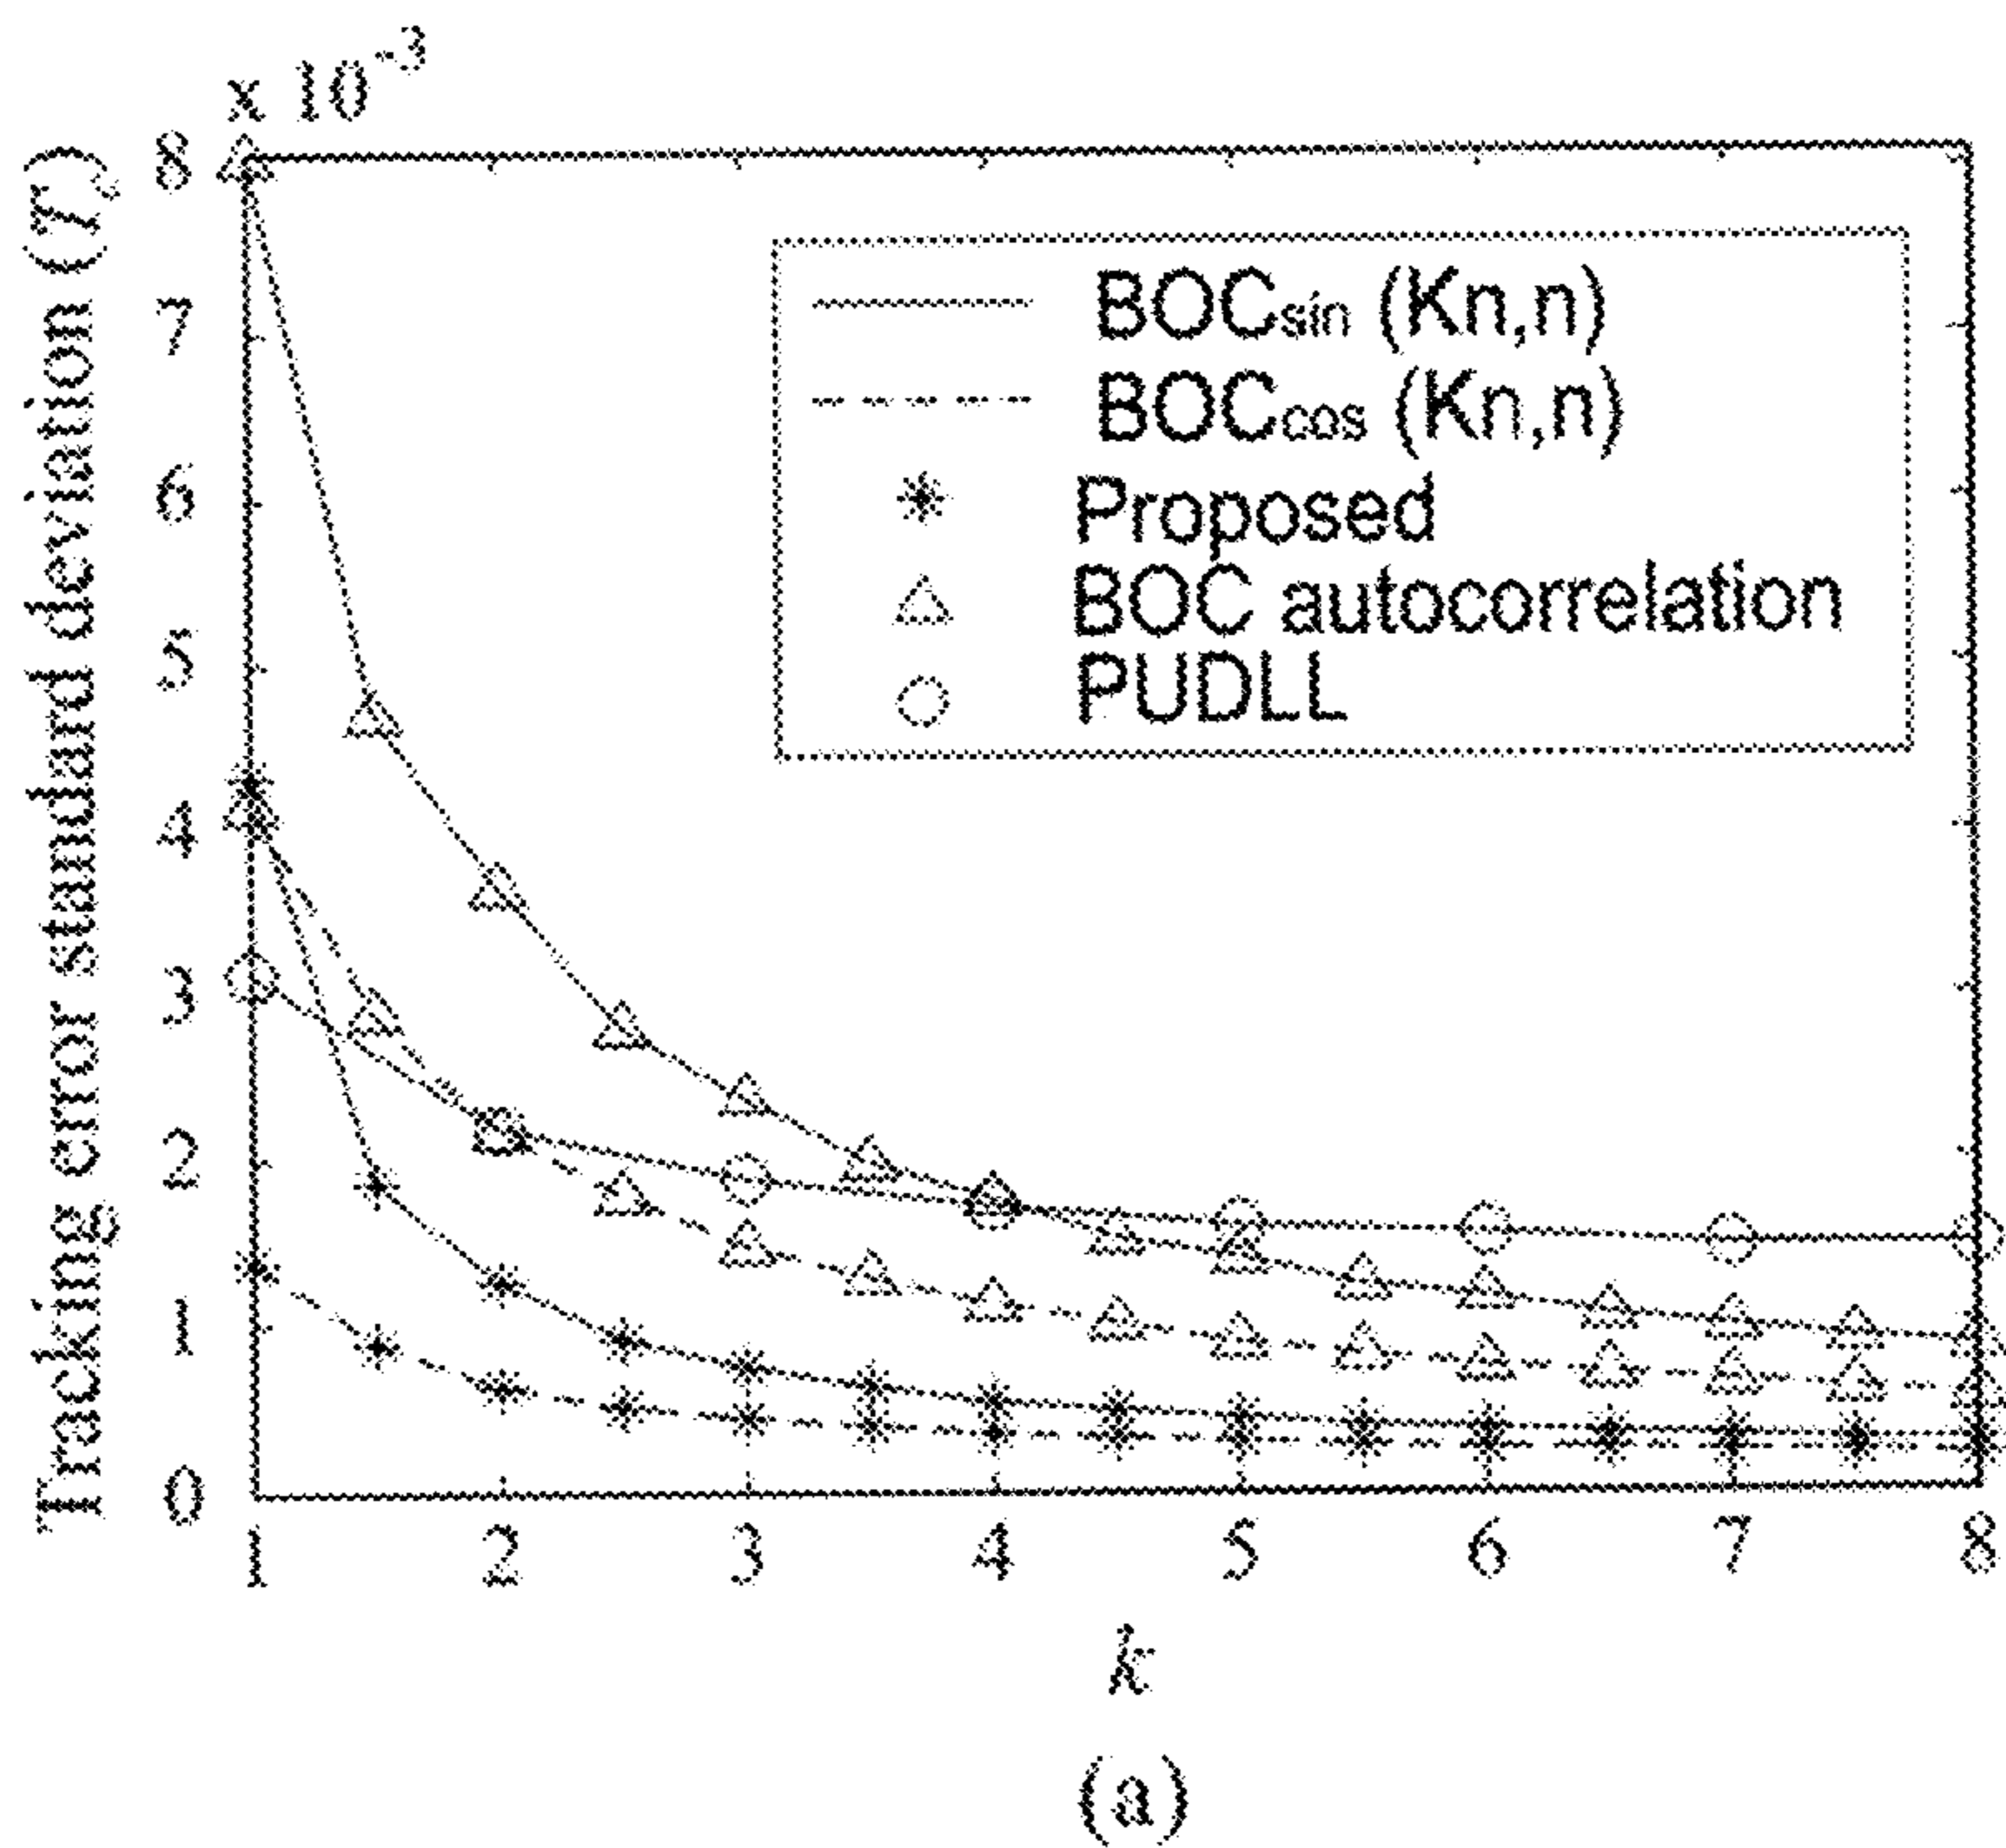 x 10-3
Tracking error standard deviation (Tc)
8
7
6
5
4
3
2
1
0
BOCsin (Kn,n)
BOCcos (Kn,n)
Proposed
BOC autocorrelation
PUDLL
1 2 3 4 5 6 7 8
k
(a)